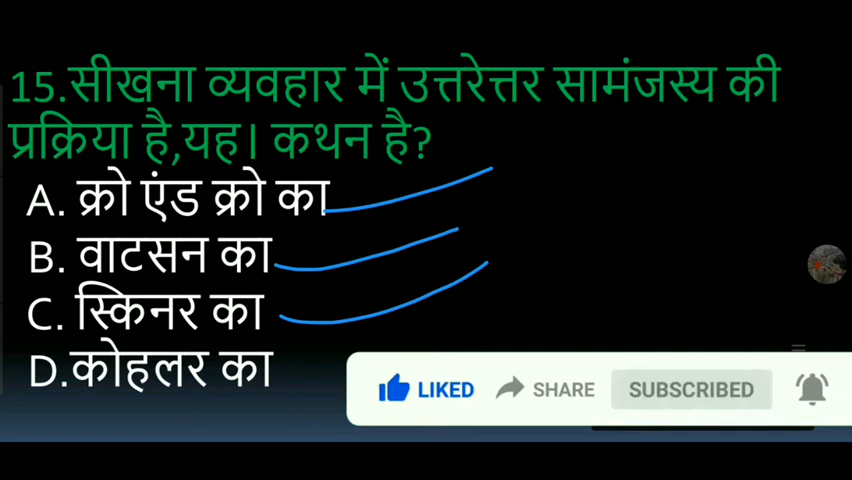 15.सीखना व्यवहार में उत्तरेत्तर सामंजस्य की
प्रक्रिया है,यह। कथन है?
A. क्रो एंड क्रो का
B. वाटसन का
C. स्किनर का
D.कोहलर का
LIKED SHARE SUBSCRIBED